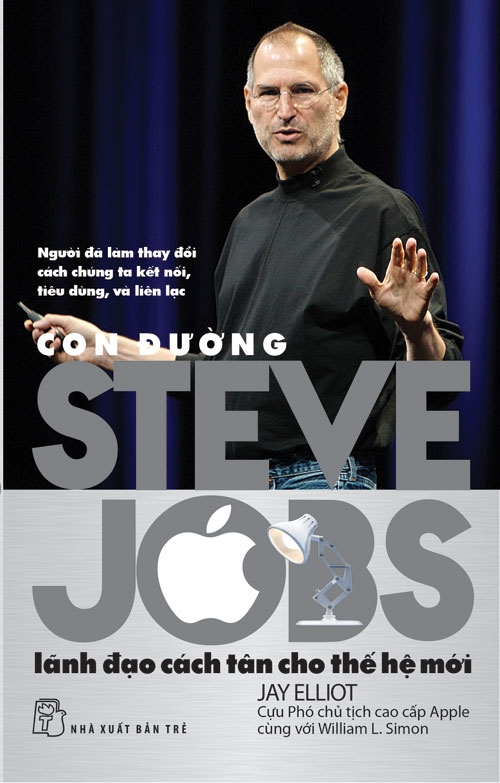 Người đã làm thay đổi
cách chúng ta kết nối,
tiêu dùng, và liên lạc
CON ĐƯỜNG
STEVE
JOBS
lãnh đạo cách tân cho thế hệ mới
JAY ELLIOT
Cựu Phó chủ tịch cao cấp Apple
cùng với William L. Simon
NHÀ XUẤT BẢN TRẺ